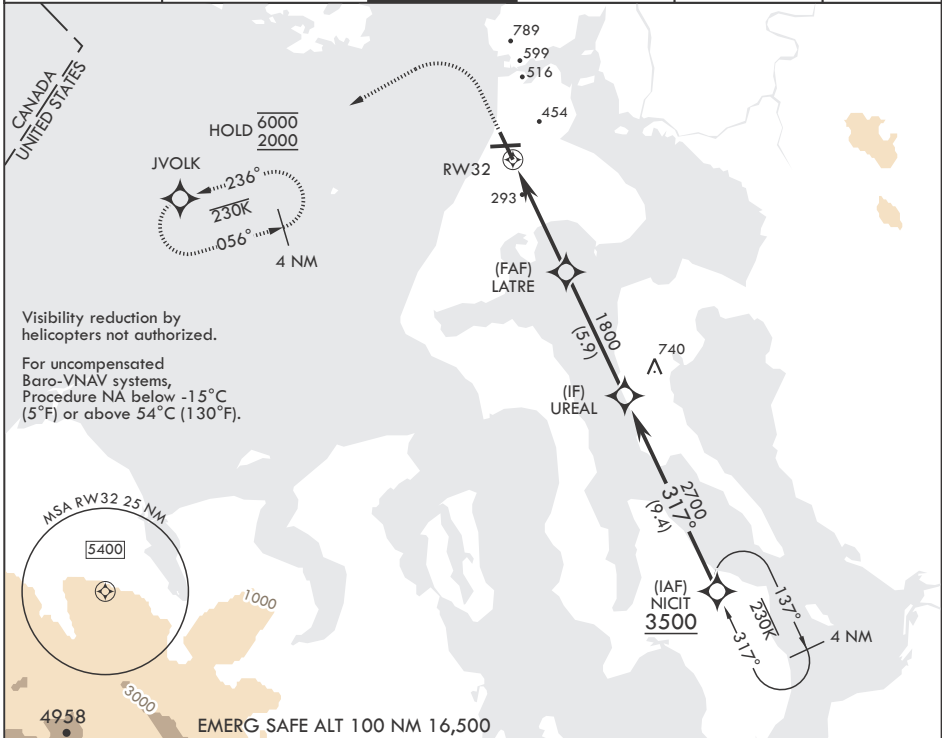 789
599
516
454
CANADA
UNITED STATES
HOLD 6000
2000
RW32
JVOLK
236°
230K
293
056°
4 NM
(FAF)
LATRE
Visibility reduction by
helicopters not authorized.
1800
(5.9)
For uncompensated
Baro-VNAV systems,
Procedure NA below -15°C
(5°F) or above 54°C (130°F).
740
(IF)
UREAL
2700
317°
(9.4)
MSA RW32 25 NM
5400
(IAF)
NICIT
3500
1000
137°
230K
317°
4 NM
3000
4958
EMERG SAFE ALT 100 NM 16,500